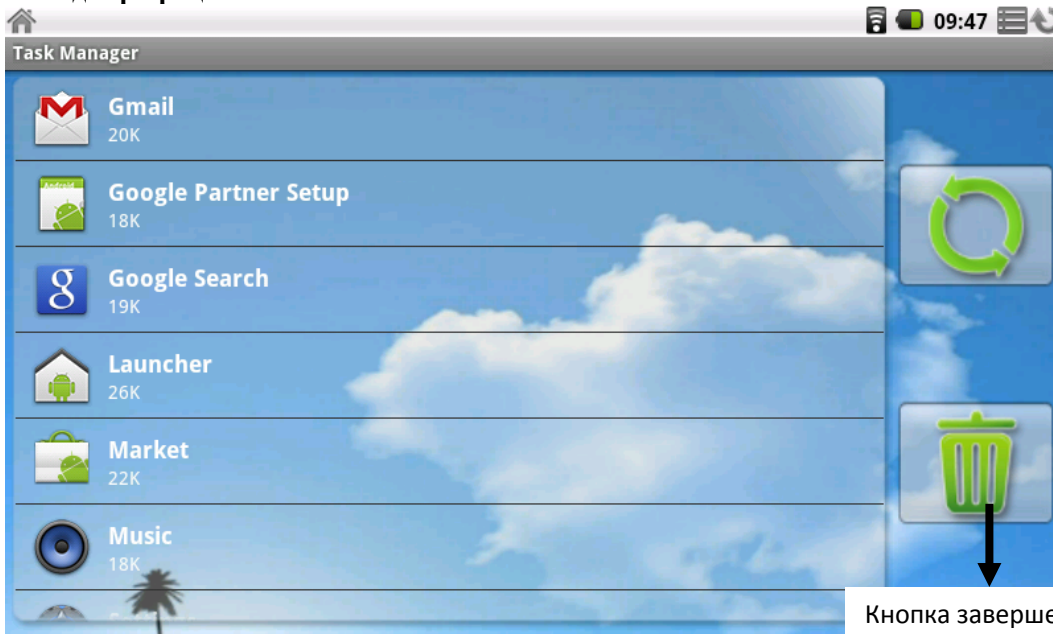 09:47
Task Manager
Gmail
20K
Google Partner Setup
18K
Google Search
19K
Launcher
26K
Market
22K
Music
18K
Кнопка